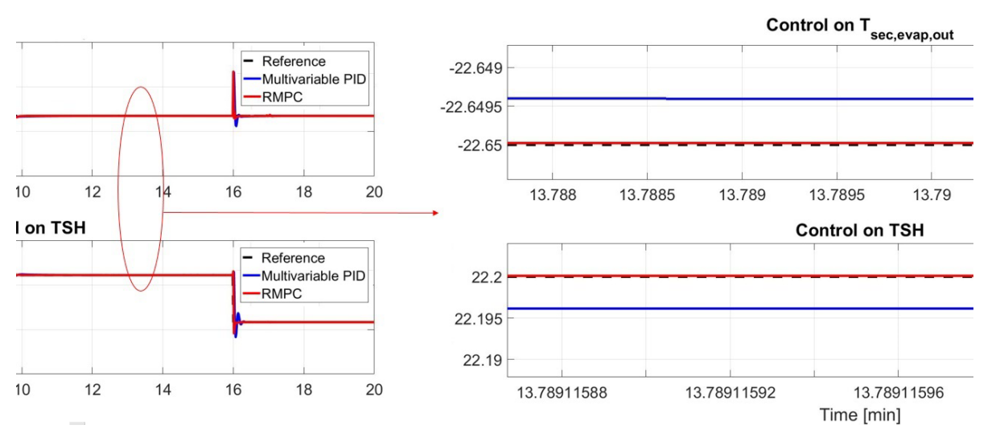 Reference
Multivariable PID
RMPC
10 12 14 16 18 20
on TSH
Reference
Multivariable PID
RMPC
10 12 14 16 18 20
Control on T sec,evap,out
-22.649
-22.6495
-22.65
13.788 13.7885 13.789 13.7895 13.79
Control on TSH
22.2
22.195
22.19
13.78911588 13.78911592 13.78911596
Time [min]